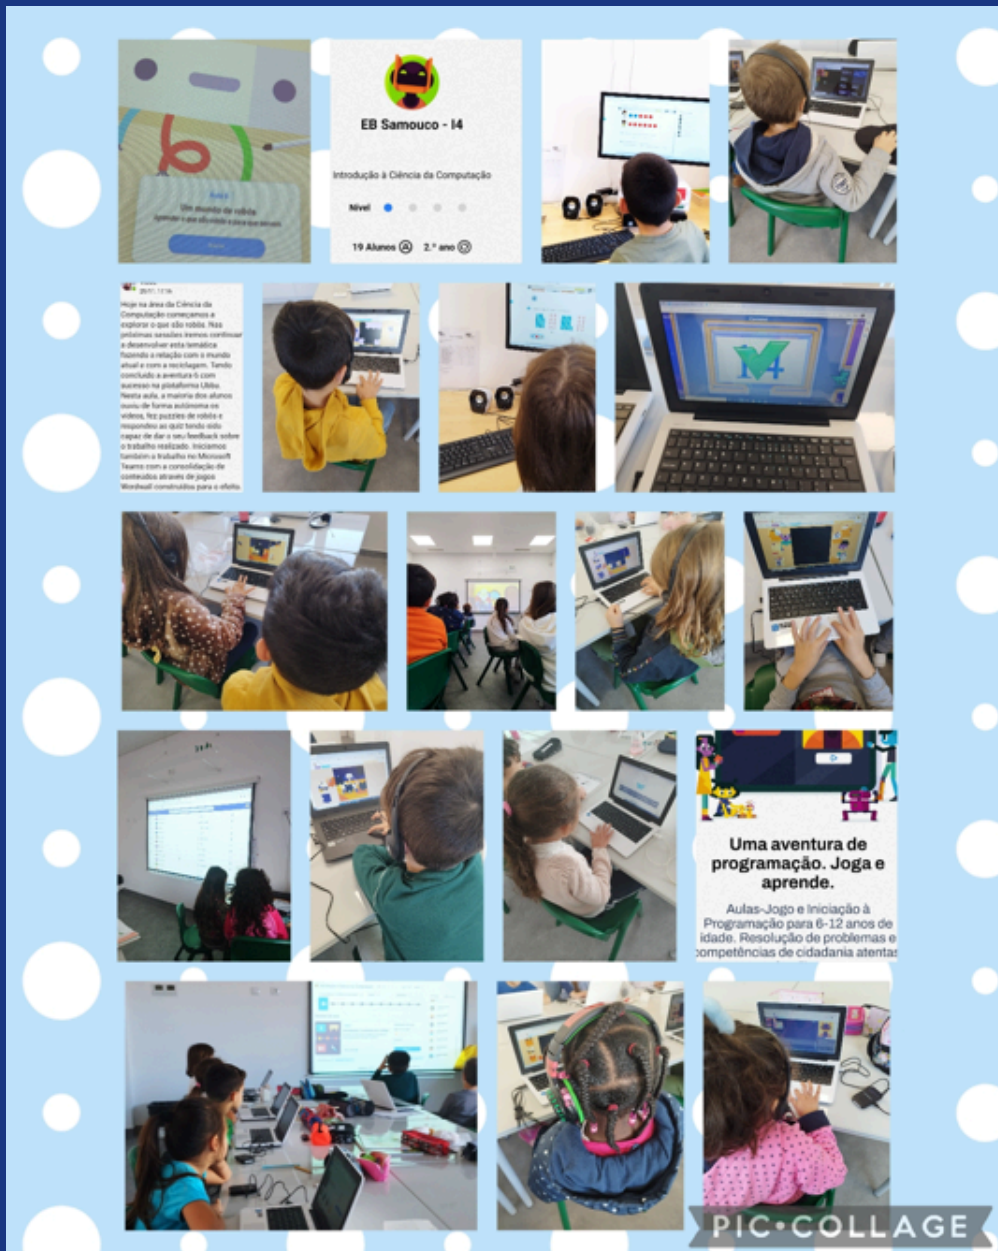 Um mundo de robôs
EB Samouco - I4
Introdução à Ciência da Computação
Nível
19 Alunos 2.º ano
Hoje na área da Ciência da
Computação começamos a
explorar o que são robôs. Nas
próximas sessões iremos continuar
a desenvolver esta temática
fazendo a relação com o mundo
atual e com a reciclagem. Tendo
concluído a aventura 6 com
sucesso na plataforma Ubbu.
Nesta aula, a maioria dos alunos
ouviu de forma autónoma os
vídeos, fez puzzles de robôs e
respondeu ao quiz tendo sido
capaz de dar o seu feedback sobre
o trabalho realizado. Iniciamos
também o trabalho no Microsoft
Teams com a consolidação de
conteúdos através de jogos
Wordwall construídos para o efeito.
14
Uma aventura de
programação. Joga e
aprende.
Aulas-Jogo e Iniciação à
Programação para 6-12 anos de
idade. Resolução de problemas e
competências de cidadania atentas
PIC•COLLAGE